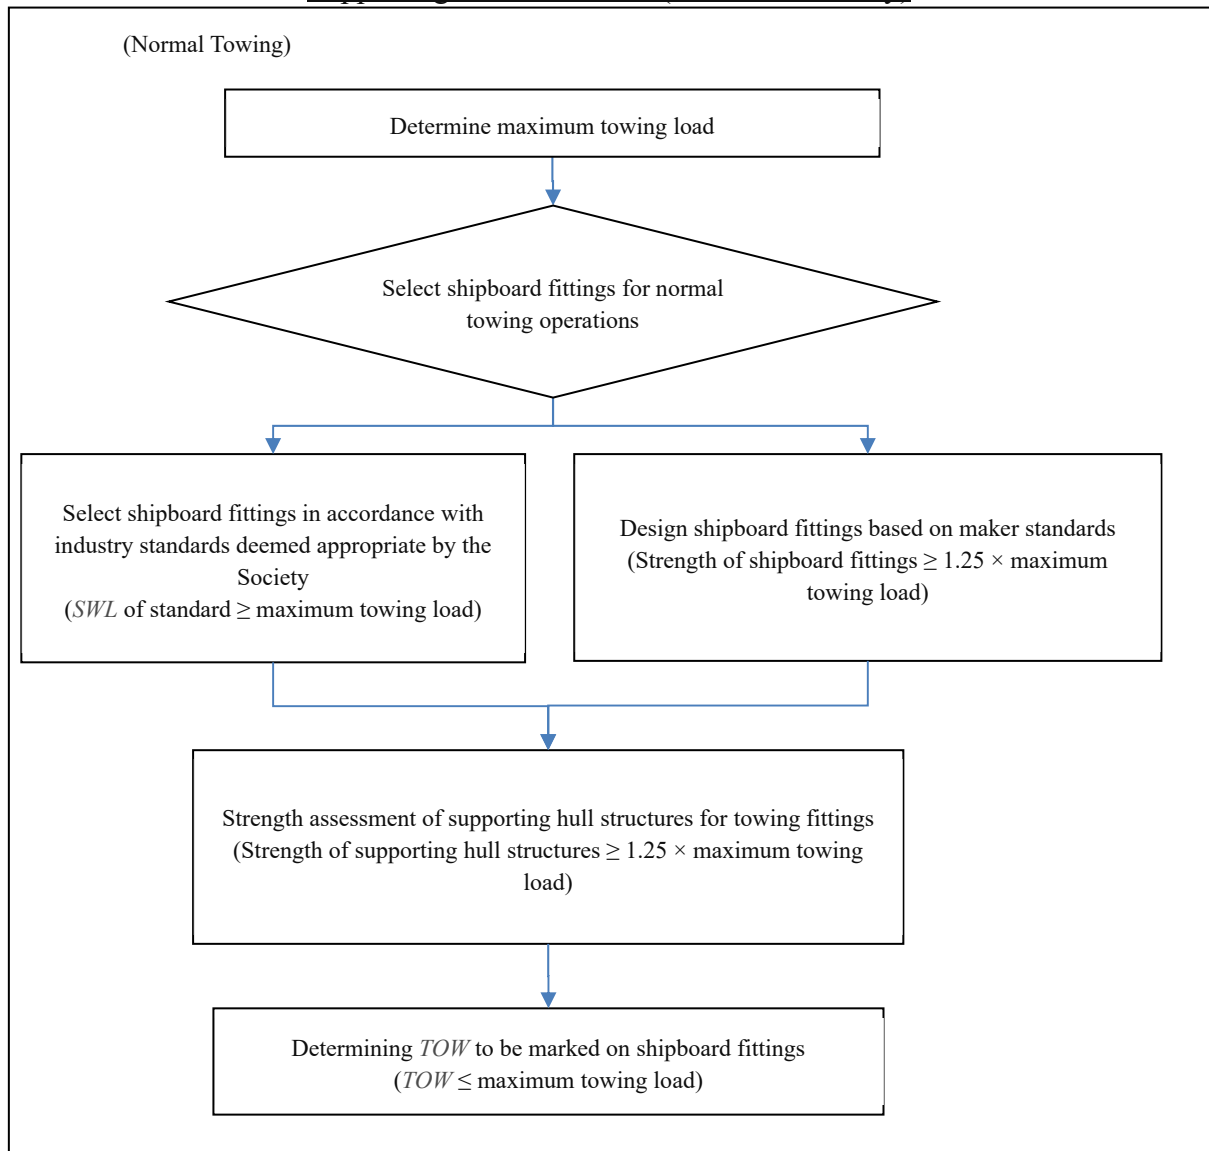 (Normal Towing)
Determine maximum towing load
Select shipboard fittings for normal
towing operations
Select shipboard fittings in accordance with
industry standards deemed appropriate by the
Society
(SWL of standard ≥ maximum towing load)
Design shipboard fittings based on maker standards
(Strength of shipboard fittings ≥ 1.25 × maximum
towing load)
Strength assessment of supporting hull structures for towing fittings
(Strength of supporting hull structures ≥ 1.25 × maximum towing
load)
Determining TOW to be marked on shipboard fittings
(TOW ≤ maximum towing load)